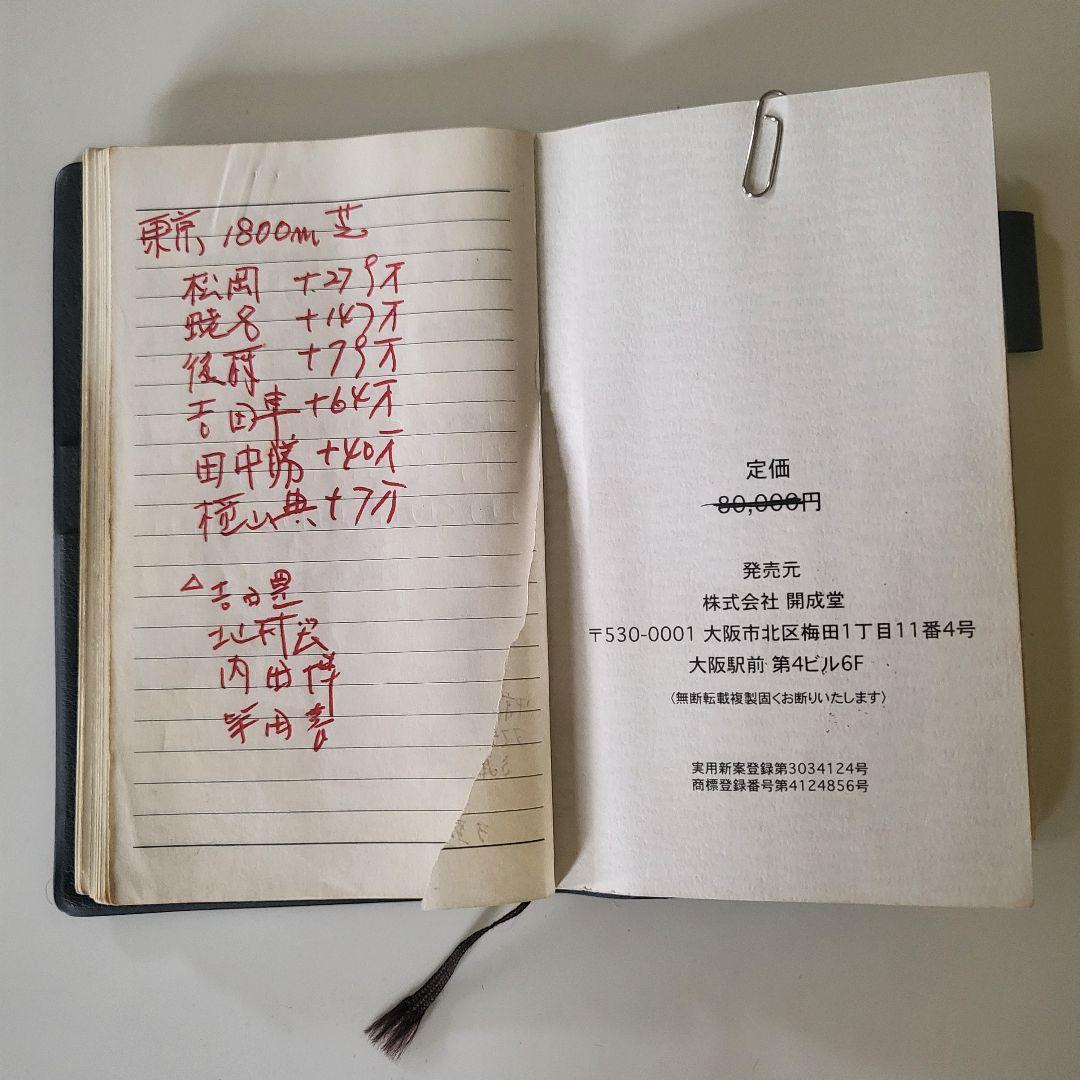 東京 1800m 芝
松岡 +279万
蛯名 +147万
後藤 +79万
吉田隼 +64万
田中勝 +40万
横山典 +7万
△ 吉田豊
北村宏
内田博
柴田善
定価
80,000円
発売元
株式会社 開成堂
〒530-0001 大阪市北区梅田1丁目11番4号
大阪駅前 第4ビル6F
〈無断転載複製固くお断りいたします〉
実用新案登録第3034124号
商標登録番号第4124856号